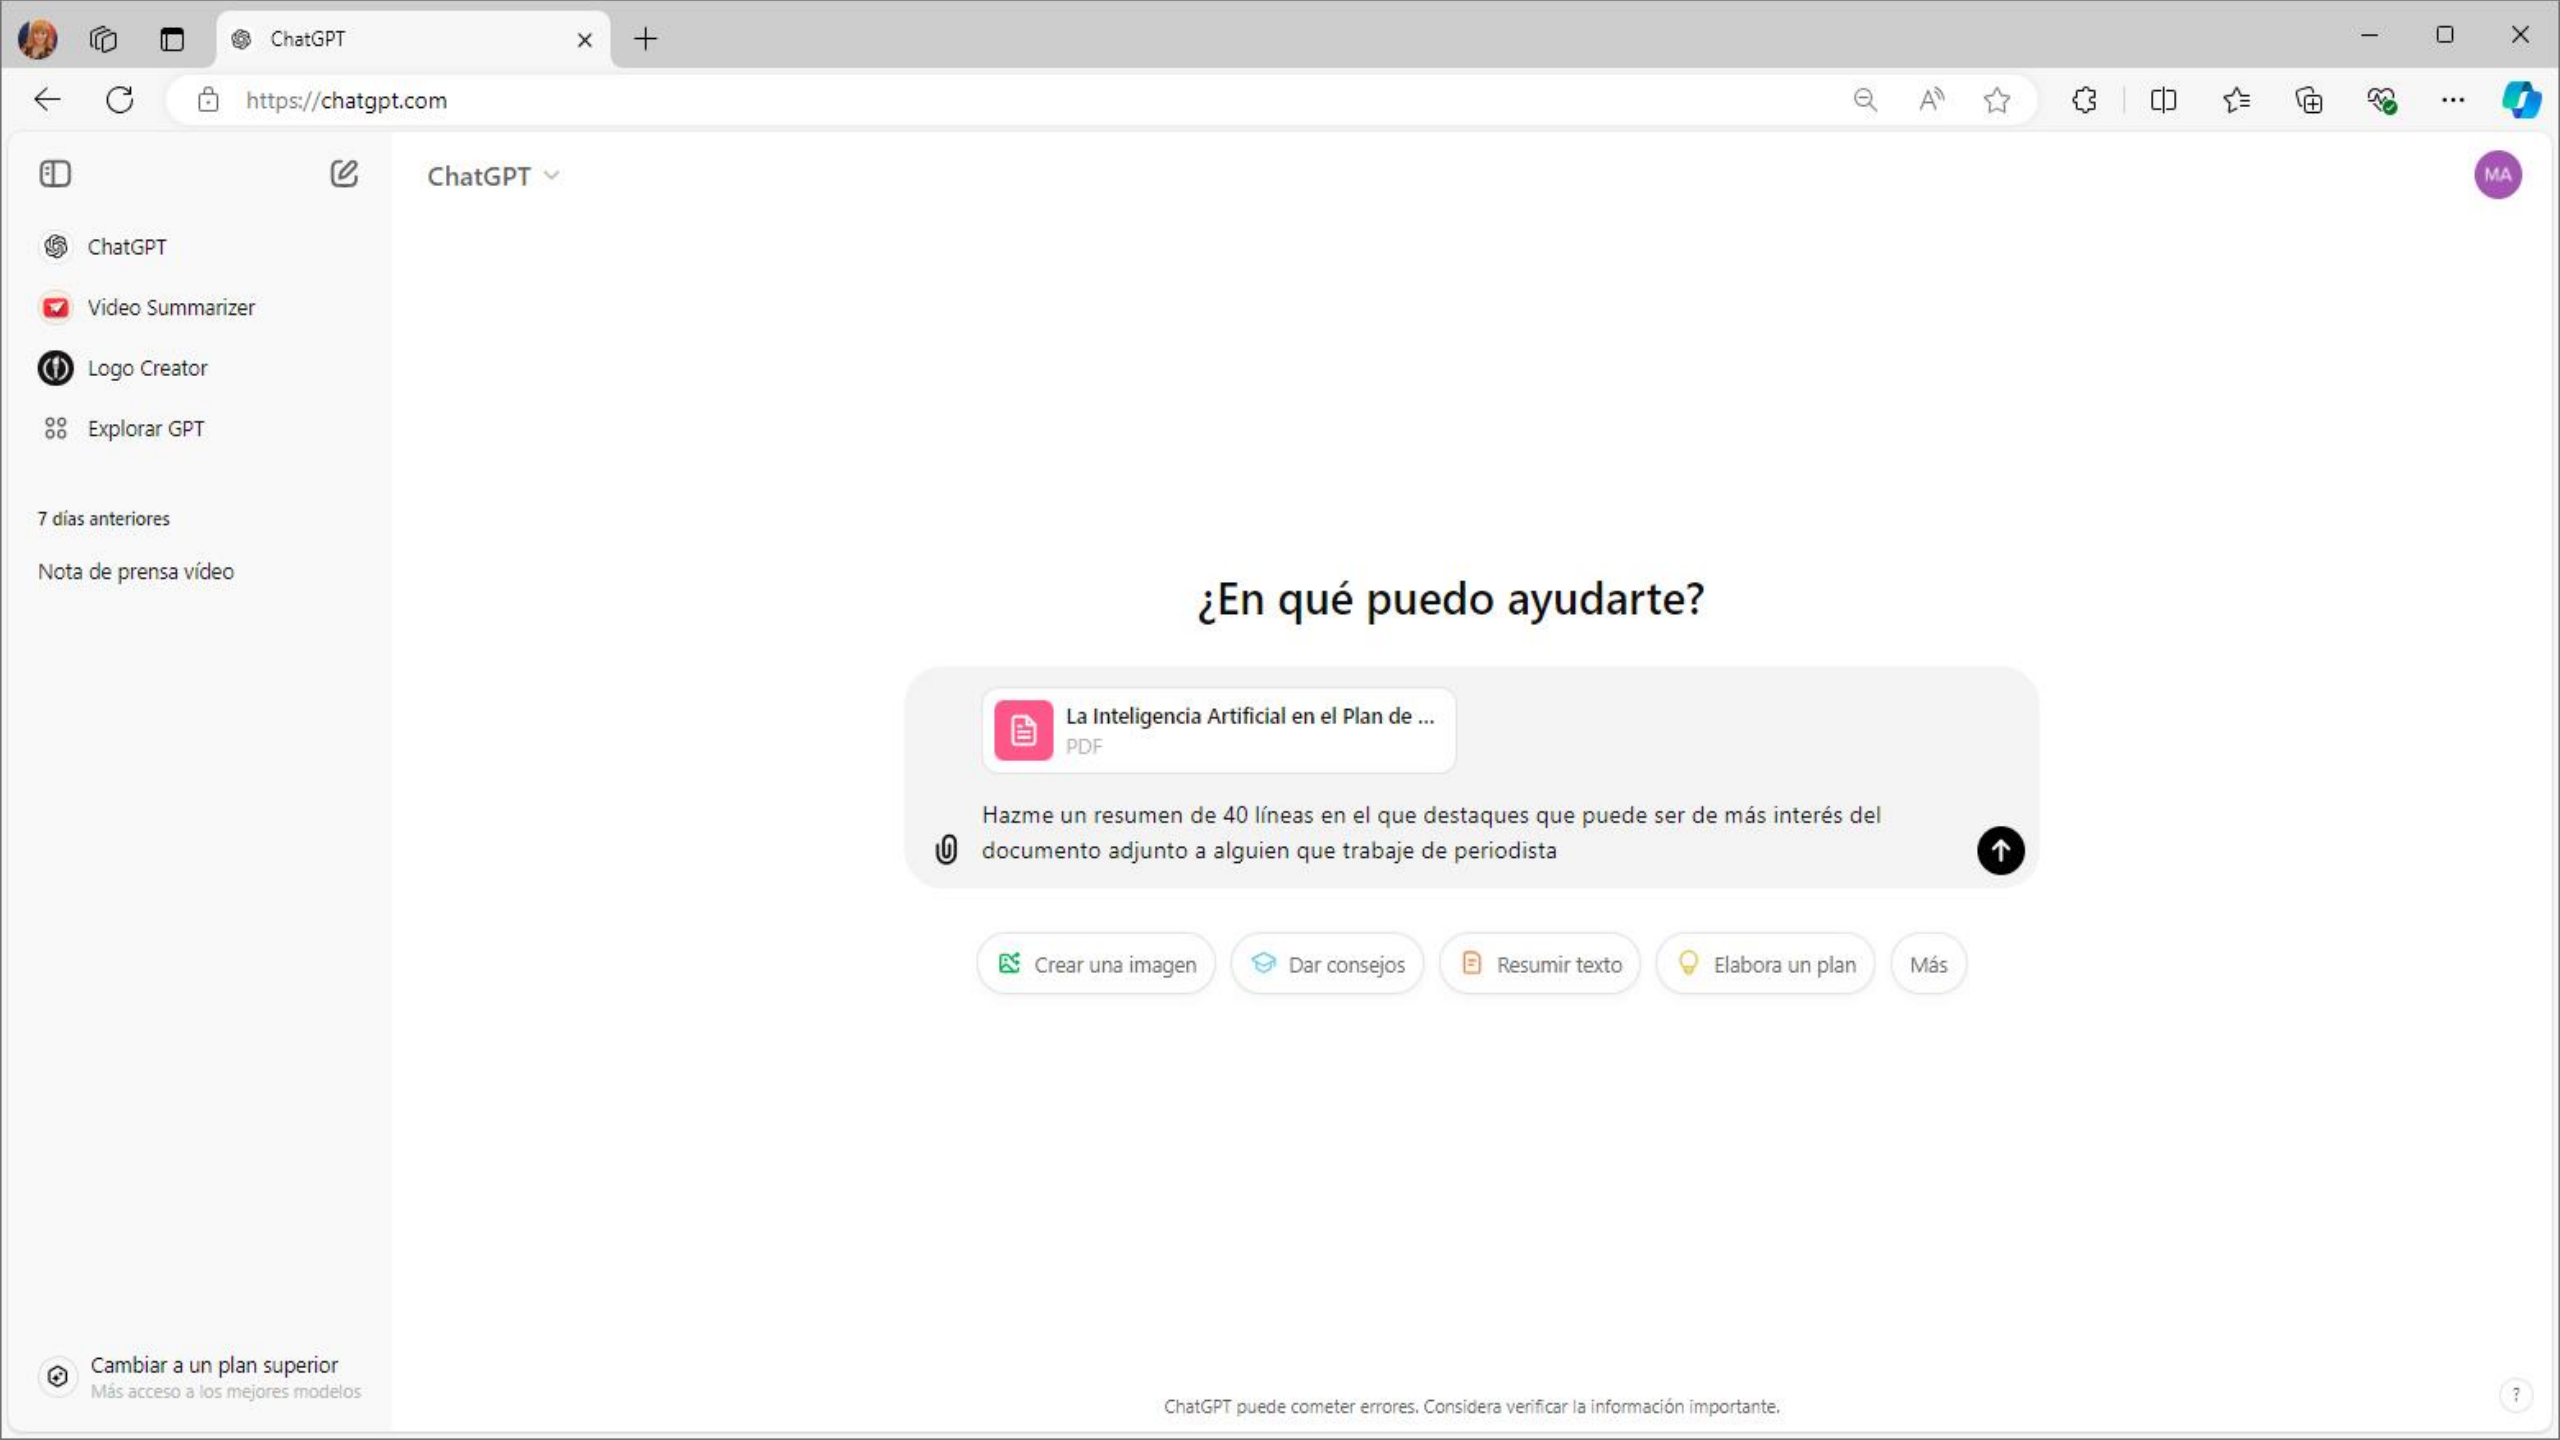 ChatGPT
https://chatgpt.com
ChatGPT
MA
ChatGPT
Video Summarizer
Logo Creator
Explorar GPT
7 días anteriores
Nota de prensa vídeo
¿En qué puedo ayudarte?
La Inteligencia Artificial en el Plan de ...
PDF
Hazme un resumen de 40 líneas en el que destaques que puede ser de más interés del
documento adjunto a alguien que trabaje de periodista
Crear una imagen
Dar consejos
Resumir texto
Elabora un plan
Más
Cambiar a un plan superior
Más acceso a los mejores modelos
ChatGPT puede cometer errores. Considera verificar la información importante.
?